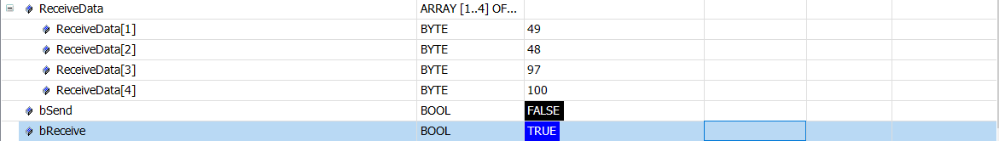 ReceiveData ARRAY [1..4] OF...
ReceiveData[1] BYTE 49
ReceiveData[2] BYTE 48
ReceiveData[3] BYTE 97
ReceiveData[4] BYTE 100
bSend BOOL FALSE
bReceive BOOL TRUE